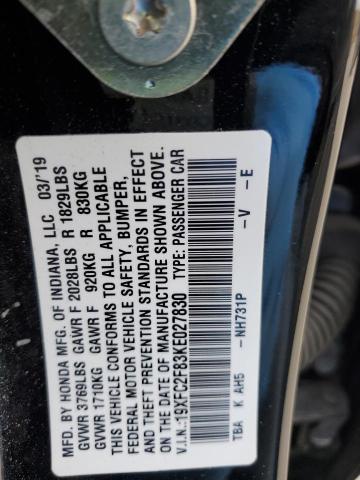 MFD. BY HONDA MFG. OF INDIANA, LLC 03/'19
GVWR 3769LBS GAWR F 2028LBS R 1829LBS
GVWR 1710KG GAWR F 920KG R 830KG
THIS VEHICLE CONFORMS TO ALL APPLICABLE
FEDERAL MOTOR VEHICLE SAFETY, BUMPER,
AND THEFT PREVENTION STANDARDS IN EFFECT
ON THE DATE OF MANUFACTURE SHOWN ABOVE.
V.I.N.: 19XFC2F83KE027830 TYPE: PASSENGER CAR
TBA K AH5 - NH731P - V - E